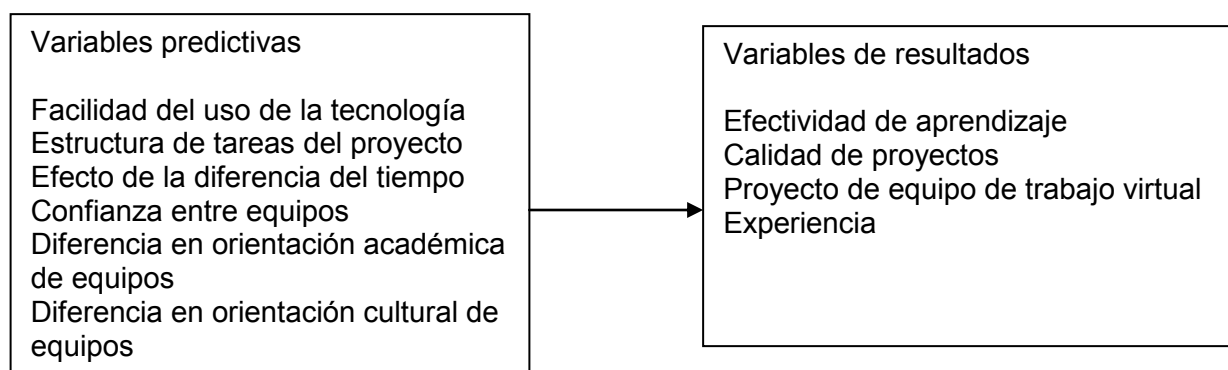 Variables predictivas
Facilidad del uso de la tecnología
Estructura de tareas del proyecto
Efecto de la diferencia del tiempo
Confianza entre equipos
Diferencia en orientación académica
de equipos
Diferencia en orientación cultural de
equipos
Variables de resultados
Efectividad de aprendizaje
Calidad de proyectos
Proyecto de equipo de trabajo virtual
Experiencia